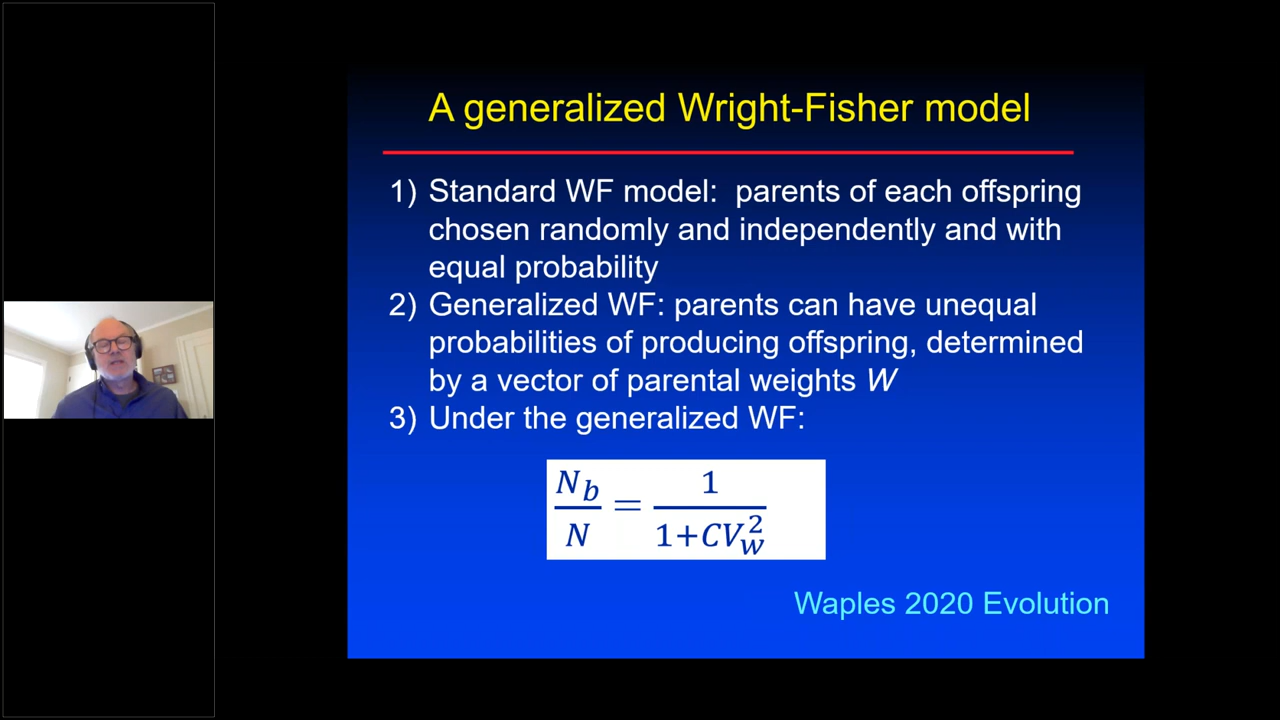 A generalized Wright-Fisher model
1) Standard WF model: parents of each offspring
chosen randomly and independently and with
equal probability
2) Generalized WF: parents can have unequal
probabilities of producing offspring, determined
by a vector of parental weights W
3) Under the generalized WF:
N_b/N = 1/(1+CV_w^2)
Waples 2020 Evolution